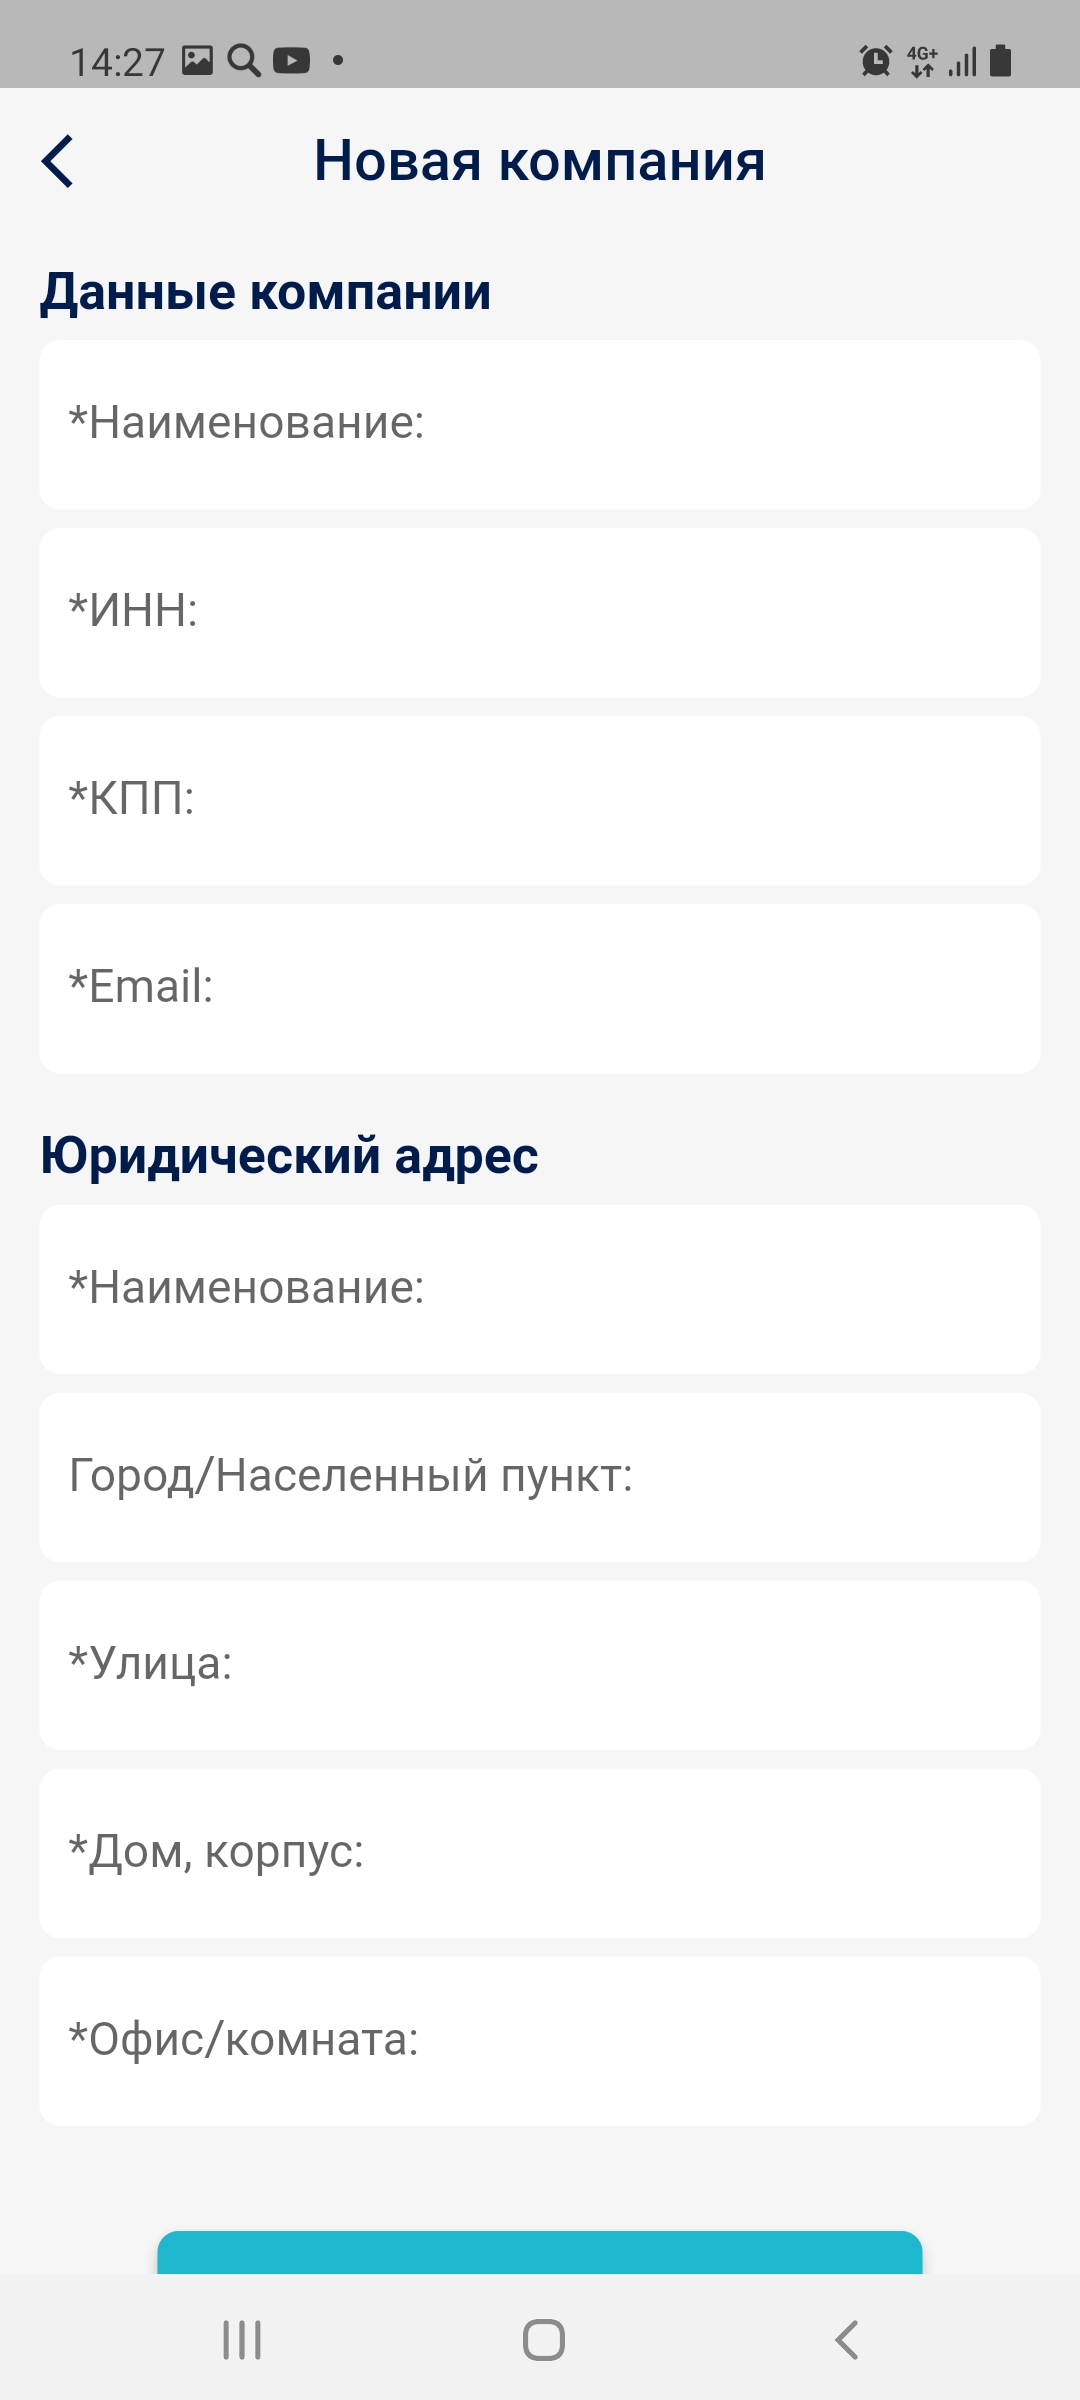 14:27
4G+
Новая компания
Данные компании
*Наименование:
*ИНН:
*КПП:
*Email:
Юридический адрес
*Наименование:
Город/Населенный пункт:
*Улица:
*Дом, корпус:
*Офис/комната: